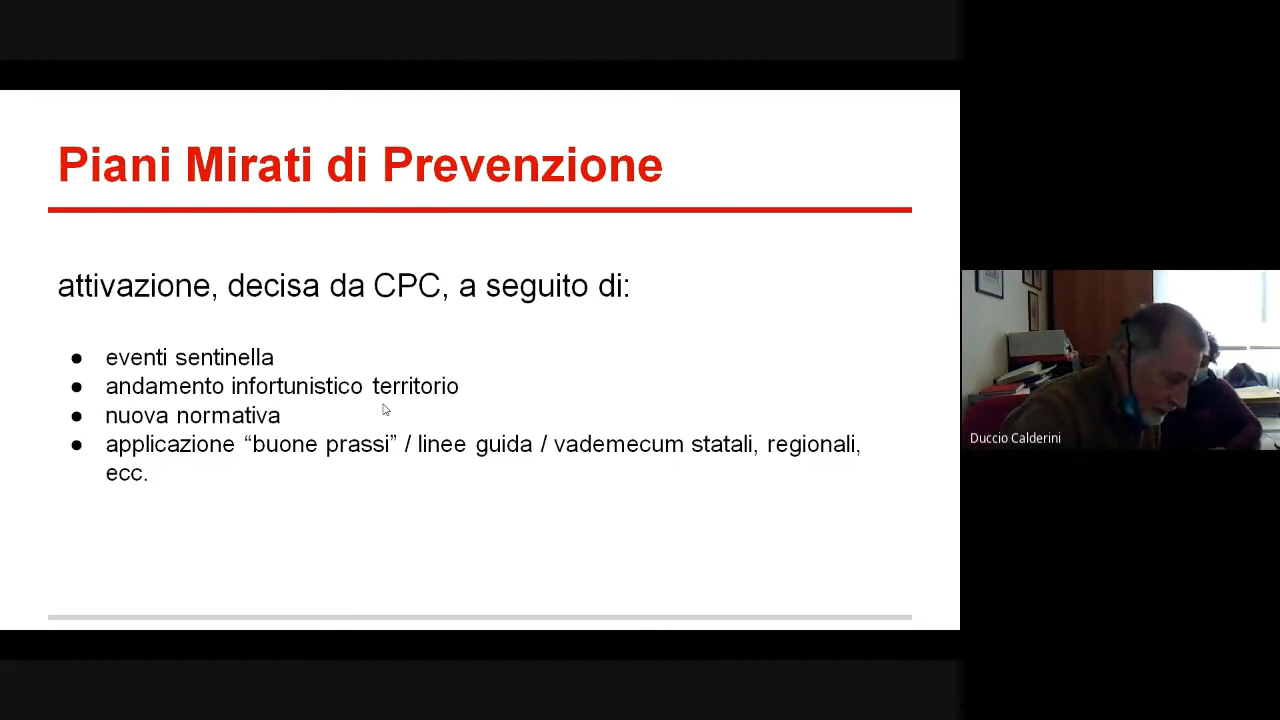 Piani Mirati di Prevenzione
attivazione, decisa da CPC, a seguito di:
● eventi sentinella
● andamento infortunistico territorio
● nuova normativa
● applicazione “buone prassi” / linee guida / vademecum statali, regionali,
ecc.
Duccio Calderini